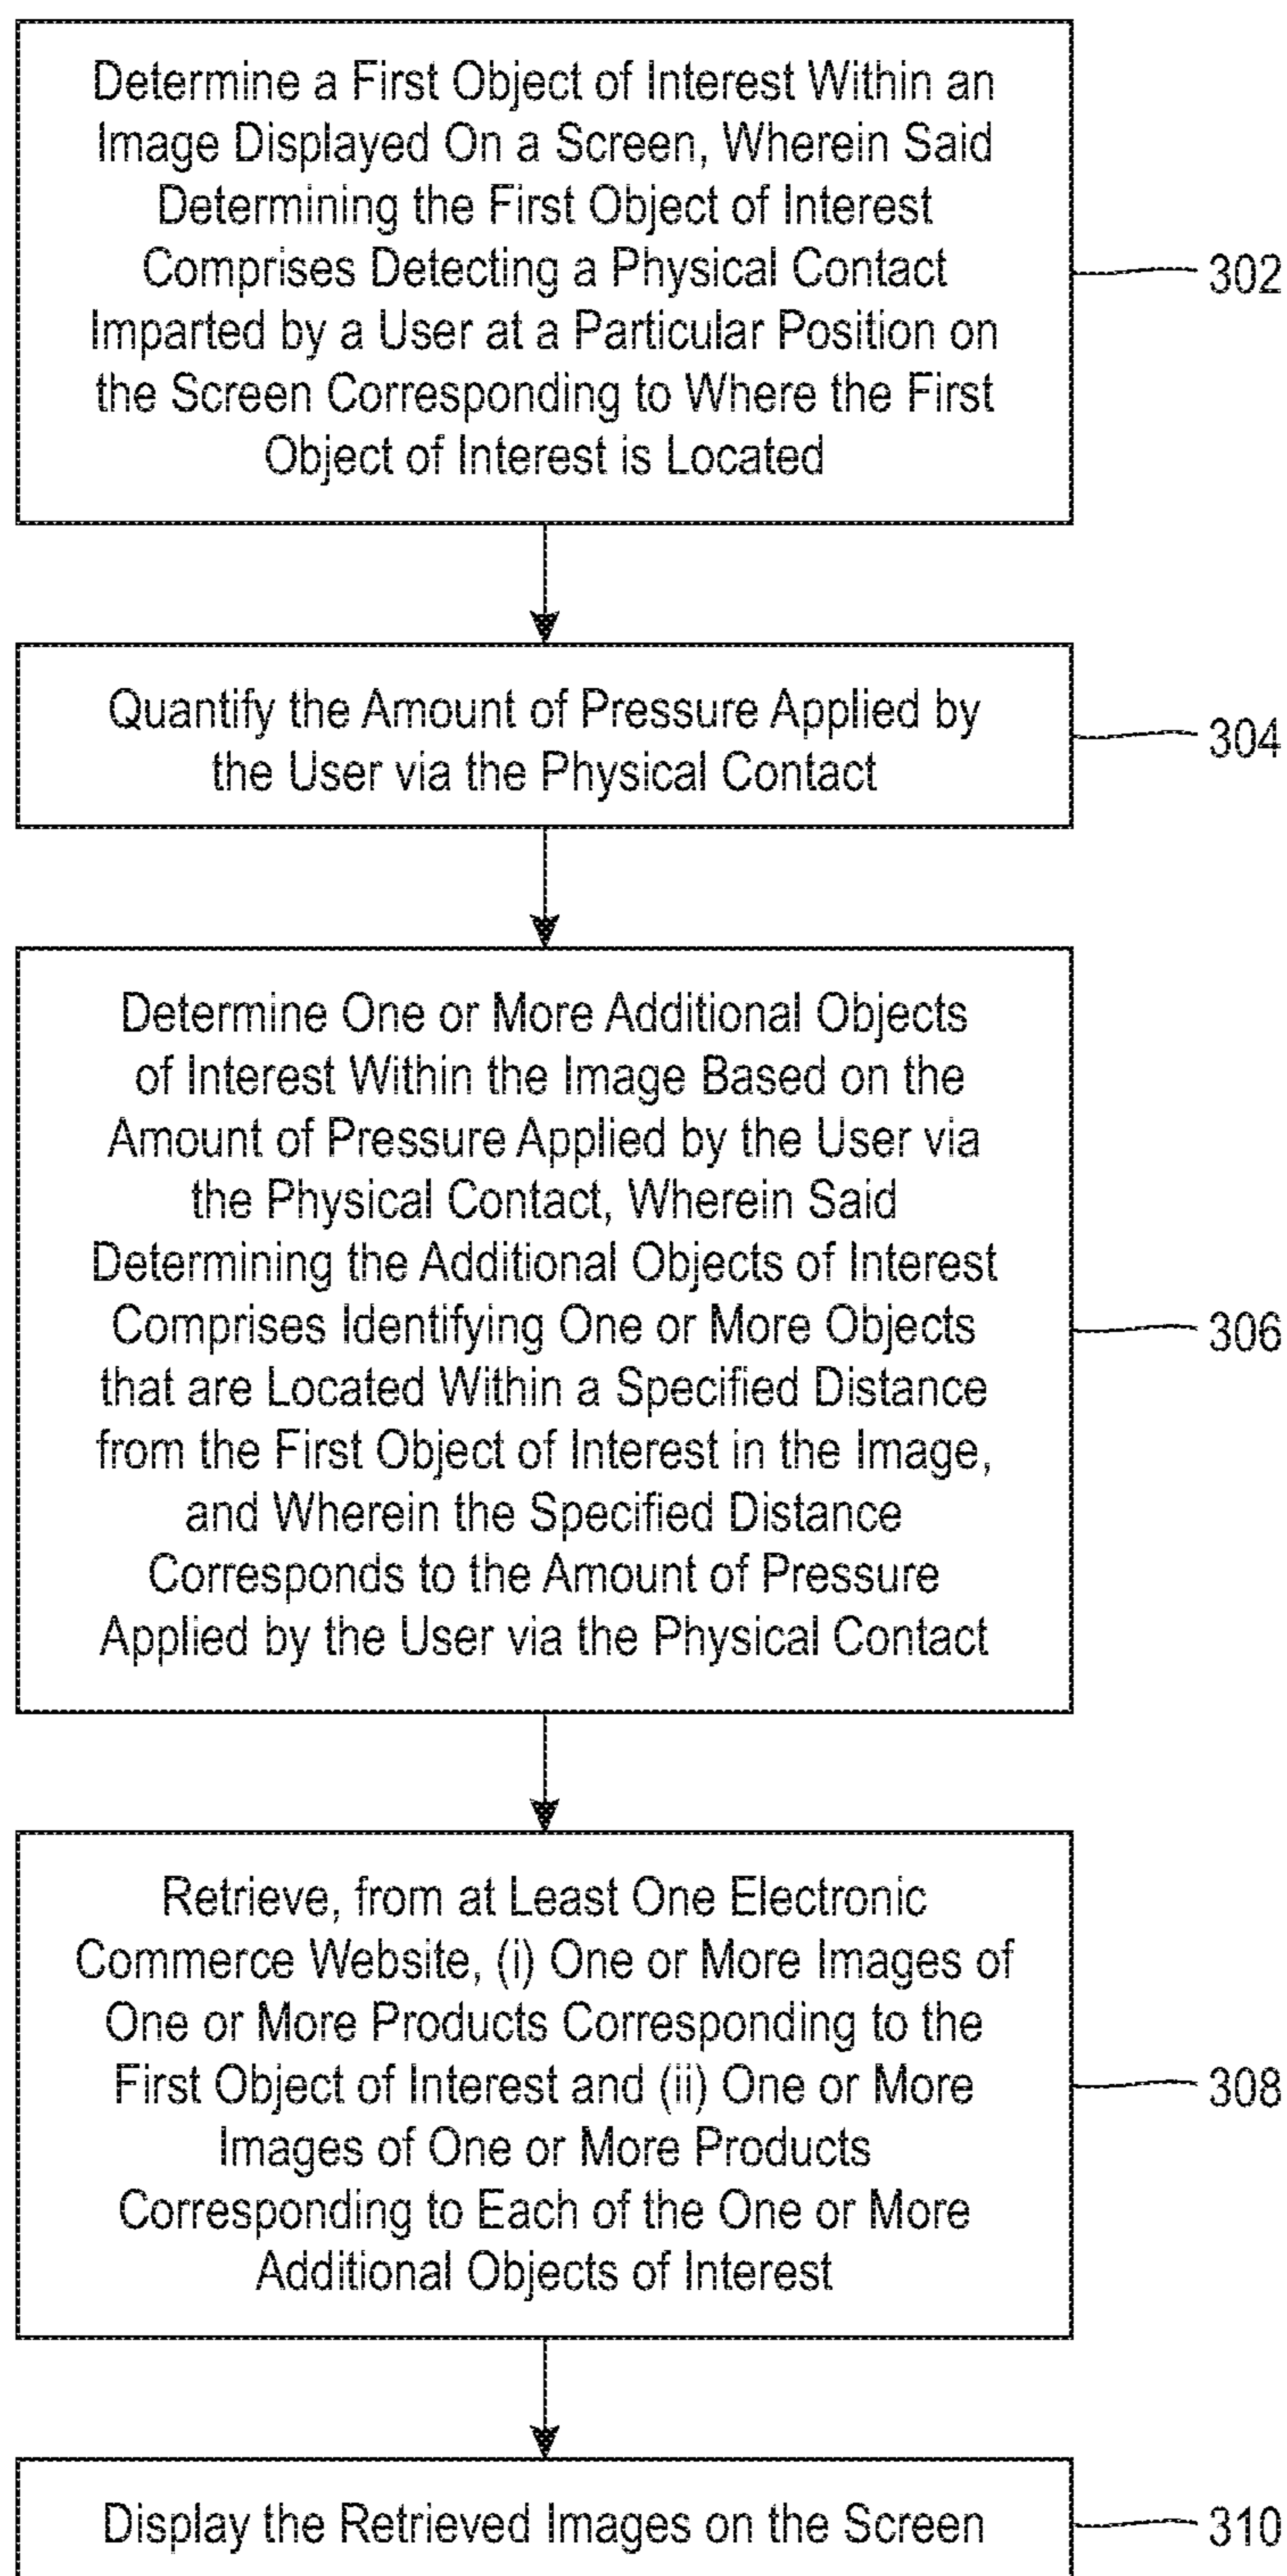 Determine a First Object of Interest Within an
Image Displayed On a Screen, Wherein Said
Determining the First Object of Interest
Comprises Detecting a Physical Contact
Imparted by a User at a Particular Position on
the Screen Corresponding to Where the First
Object of Interest is Located
302
Quantify the Amount of Pressure Applied by
the User via the Physical Contact
304
Determine One or More Additional Objects
of Interest Within the Image Based on the
Amount of Pressure Applied by the User via
the Physical Contact, Wherein Said
Determining the Additional Objects of Interest
Comprises Identifying One or More Objects
that are Located Within a Specified Distance
from the First Object of Interest in the Image,
and Wherein the Specified Distance
Corresponds to the Amount of Pressure
Applied by the User via the Physical Contact
306
Retrieve, from at Least One Electronic
Commerce Website, (i) One or More Images of
One or More Products Corresponding to the
First Object of Interest and (ii) One or More
Images of One or More Products
Corresponding to Each of the One or More
Additional Objects of Interest
308
Display the Retrieved Images on the Screen
310